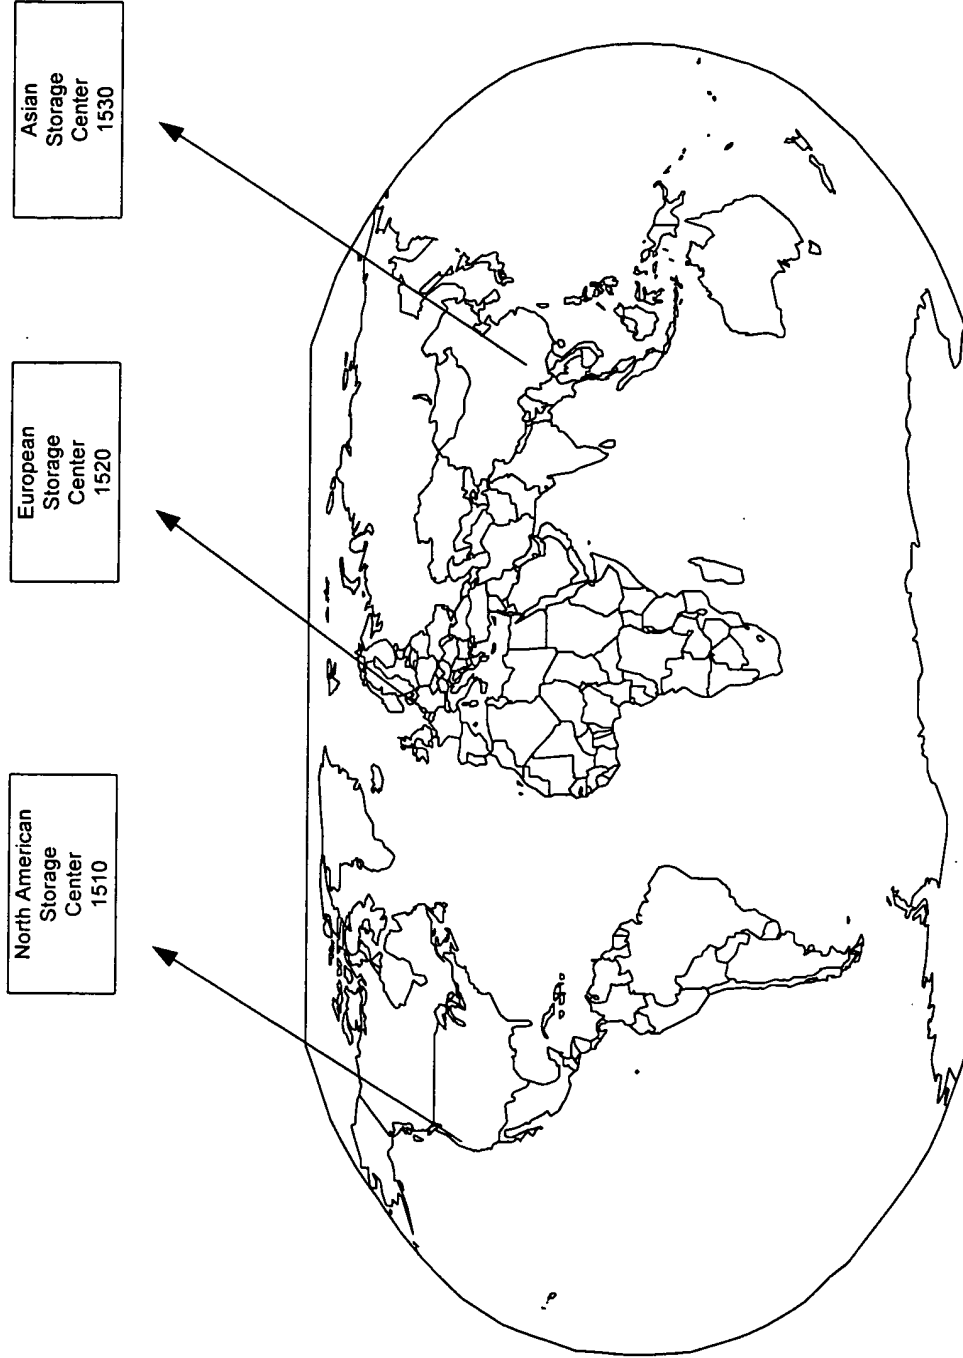 North American
Storage
Center
1510
European
Storage
Center
1520
Asian
Storage
Center
1530